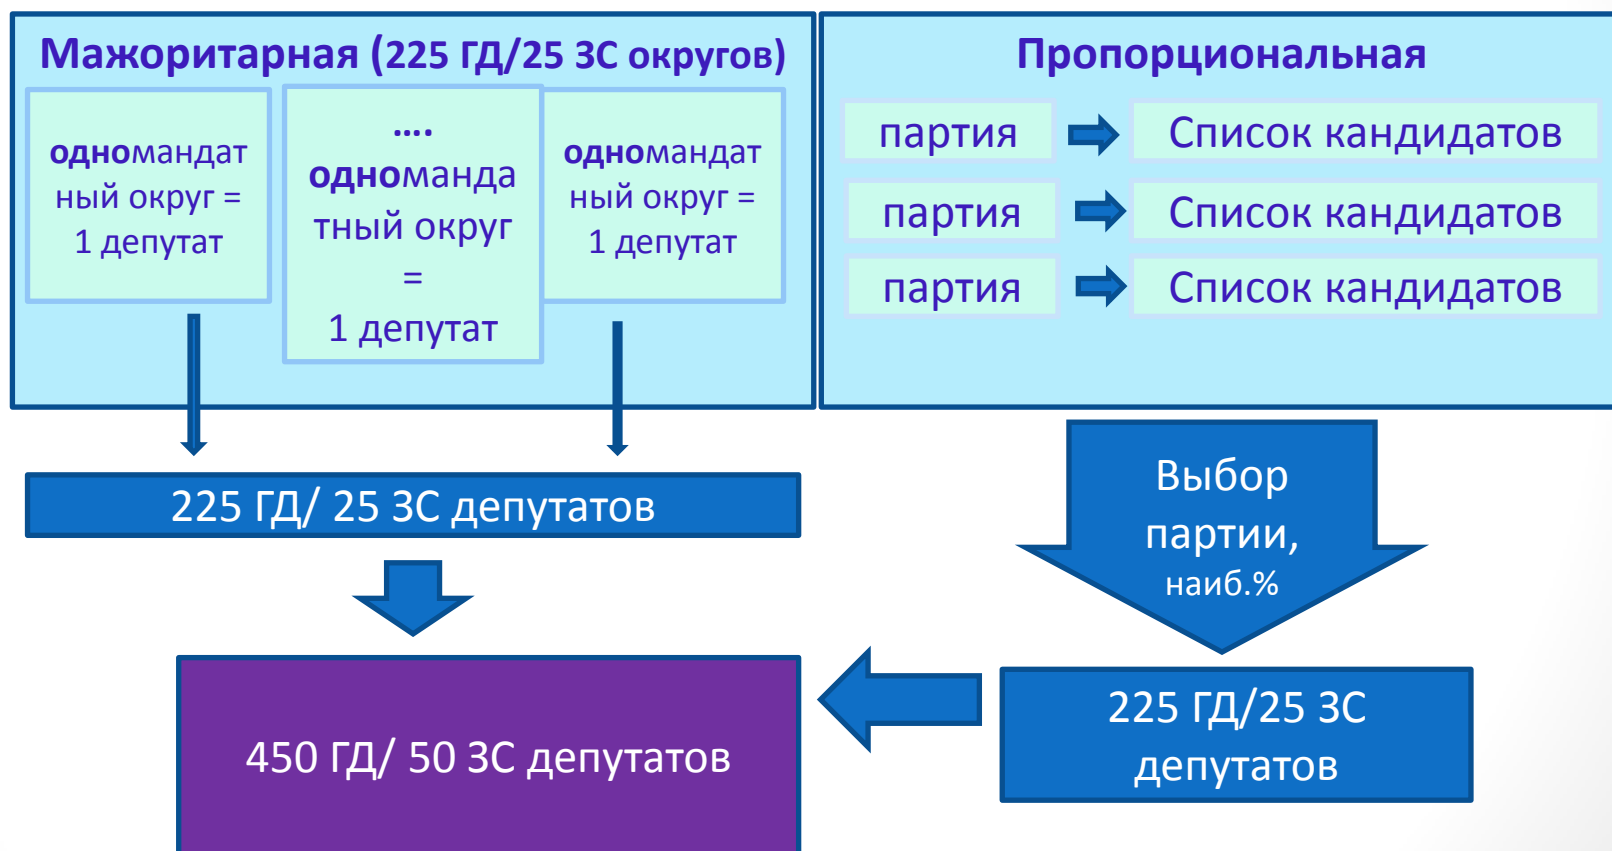 Мажоритарная (225 ГД/25 ЗС округов)
одномандат
ный округ =
1 депутат
....
одноманда
тный округ
=
1 депутат
одномандат
ный округ =
1 депутат
225 ГД/ 25 ЗС депутатов
Пропорциональная
партия
Список кандидатов
партия
Список кандидатов
партия
Список кандидатов
Выбор
партии,
наиб.%
225 ГД/25 ЗС
депутатов
450 ГД/ 50 ЗС депутатов